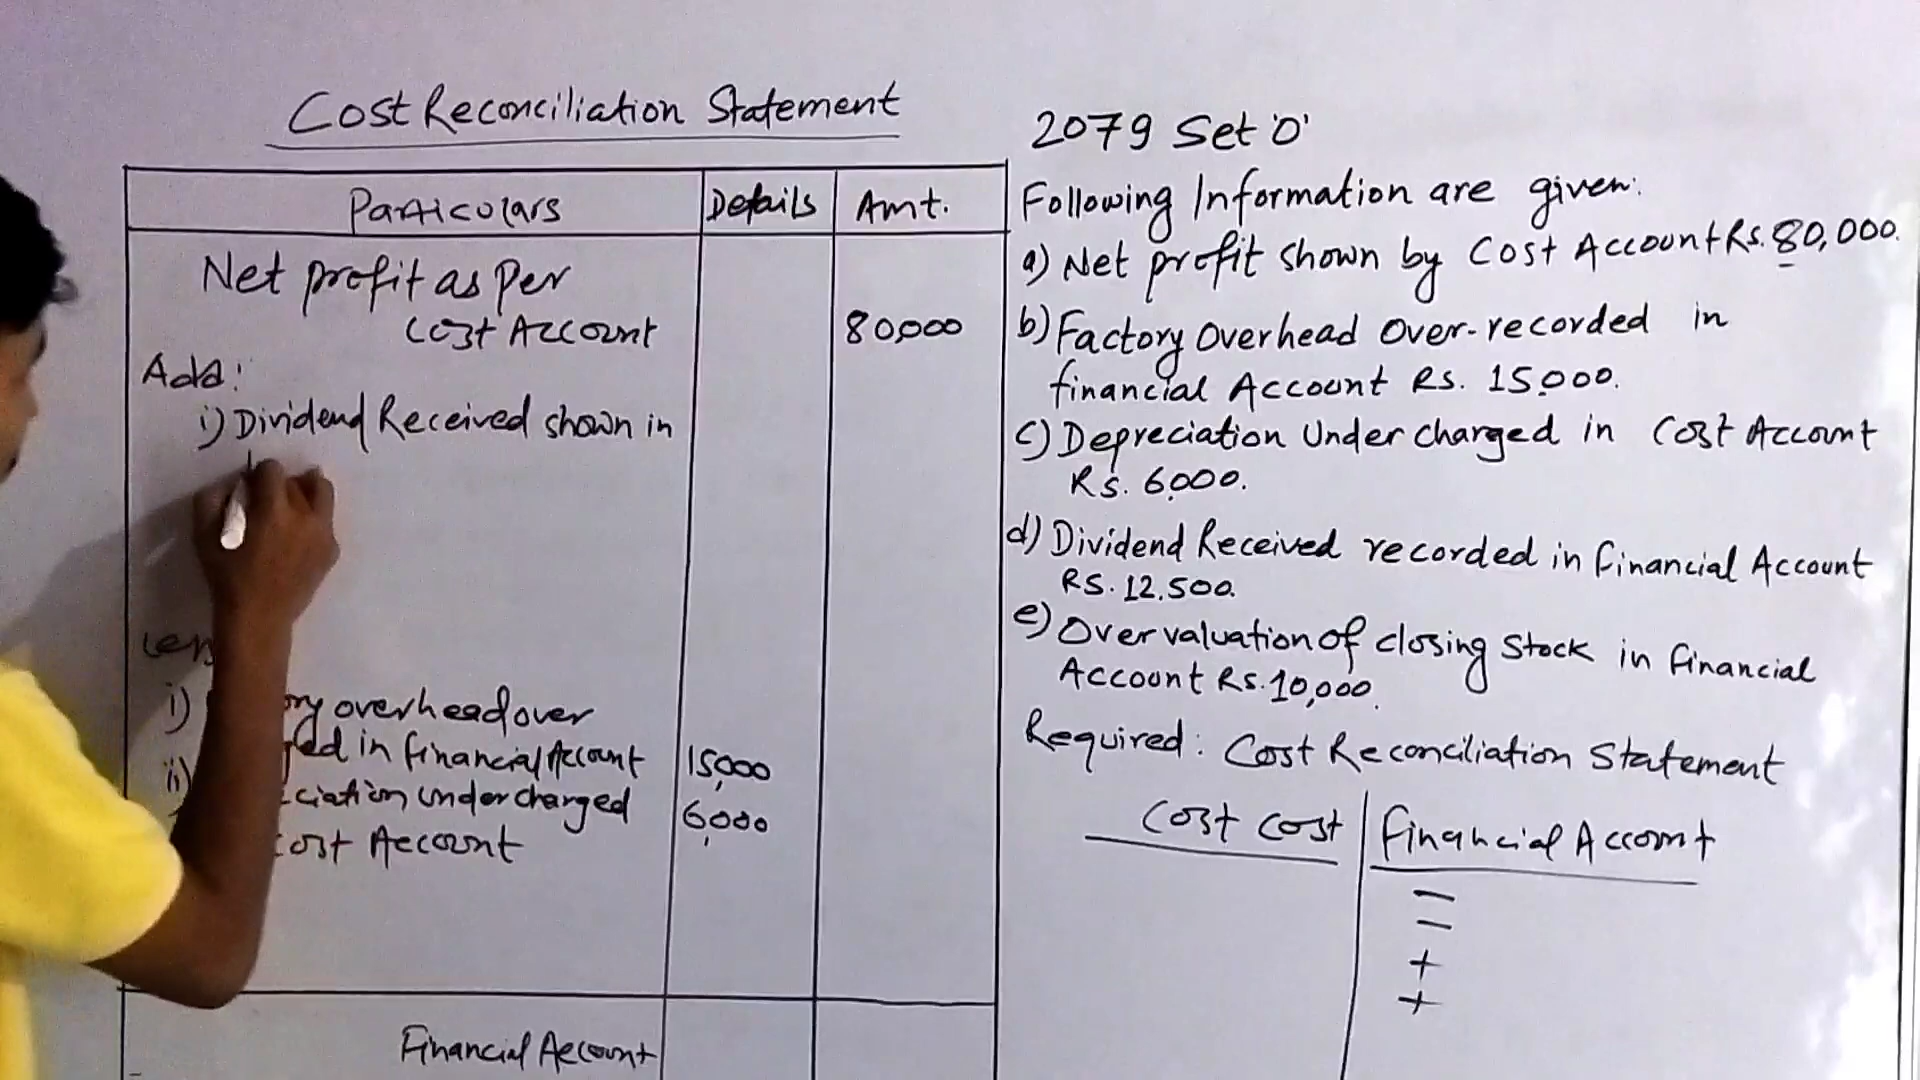 Cost Reconciliation Statement
Particulars Details Amt.
Net profit as per
Cost Account 80,000
Add:
i) Dividend Received shown in
i) overhead over
in financial Account 15,000
ii) undercharged 6,000
Cost Account
Financial Account
2079 Set 'O'
Following Information are given:
a) Net profit shown by Cost Account Rs. 80,000.
b) Factory Overhead Over-recorded in
financial Account Rs. 15,000.
c) Depreciation Under charged in Cost Account
Rs. 6,000.
d) Dividend Received recorded in financial Account
RS. 12,500.
e) Over valuation of closing Stock in financial
Account Rs. 10,000.
Required: Cost Reconciliation Statement
Cost Cost Financial Account
-
-
+
+